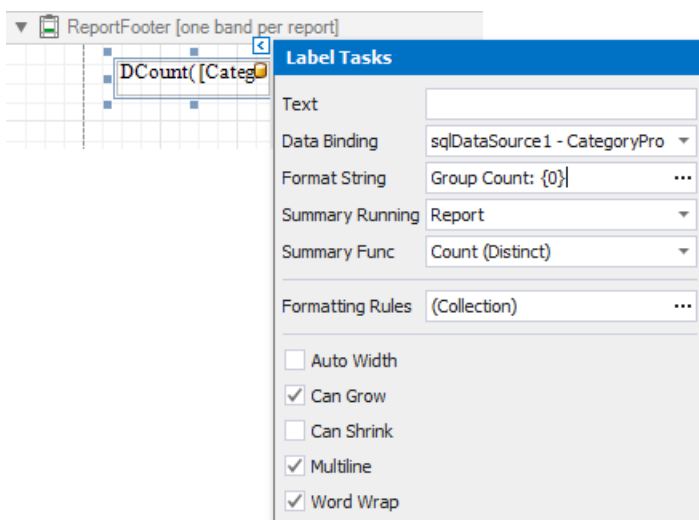 ReportFooter [one band per report]
DCount([Categ
Label Tasks
Text
Data Binding sqlDataSource1 - CategoryPro
Format String Group Count: {0}
Summary Running Report
Summary Func Count (Distinct)
Formatting Rules (Collection)
Auto Width
Can Grow
Can Shrink
Multiline
Word Wrap